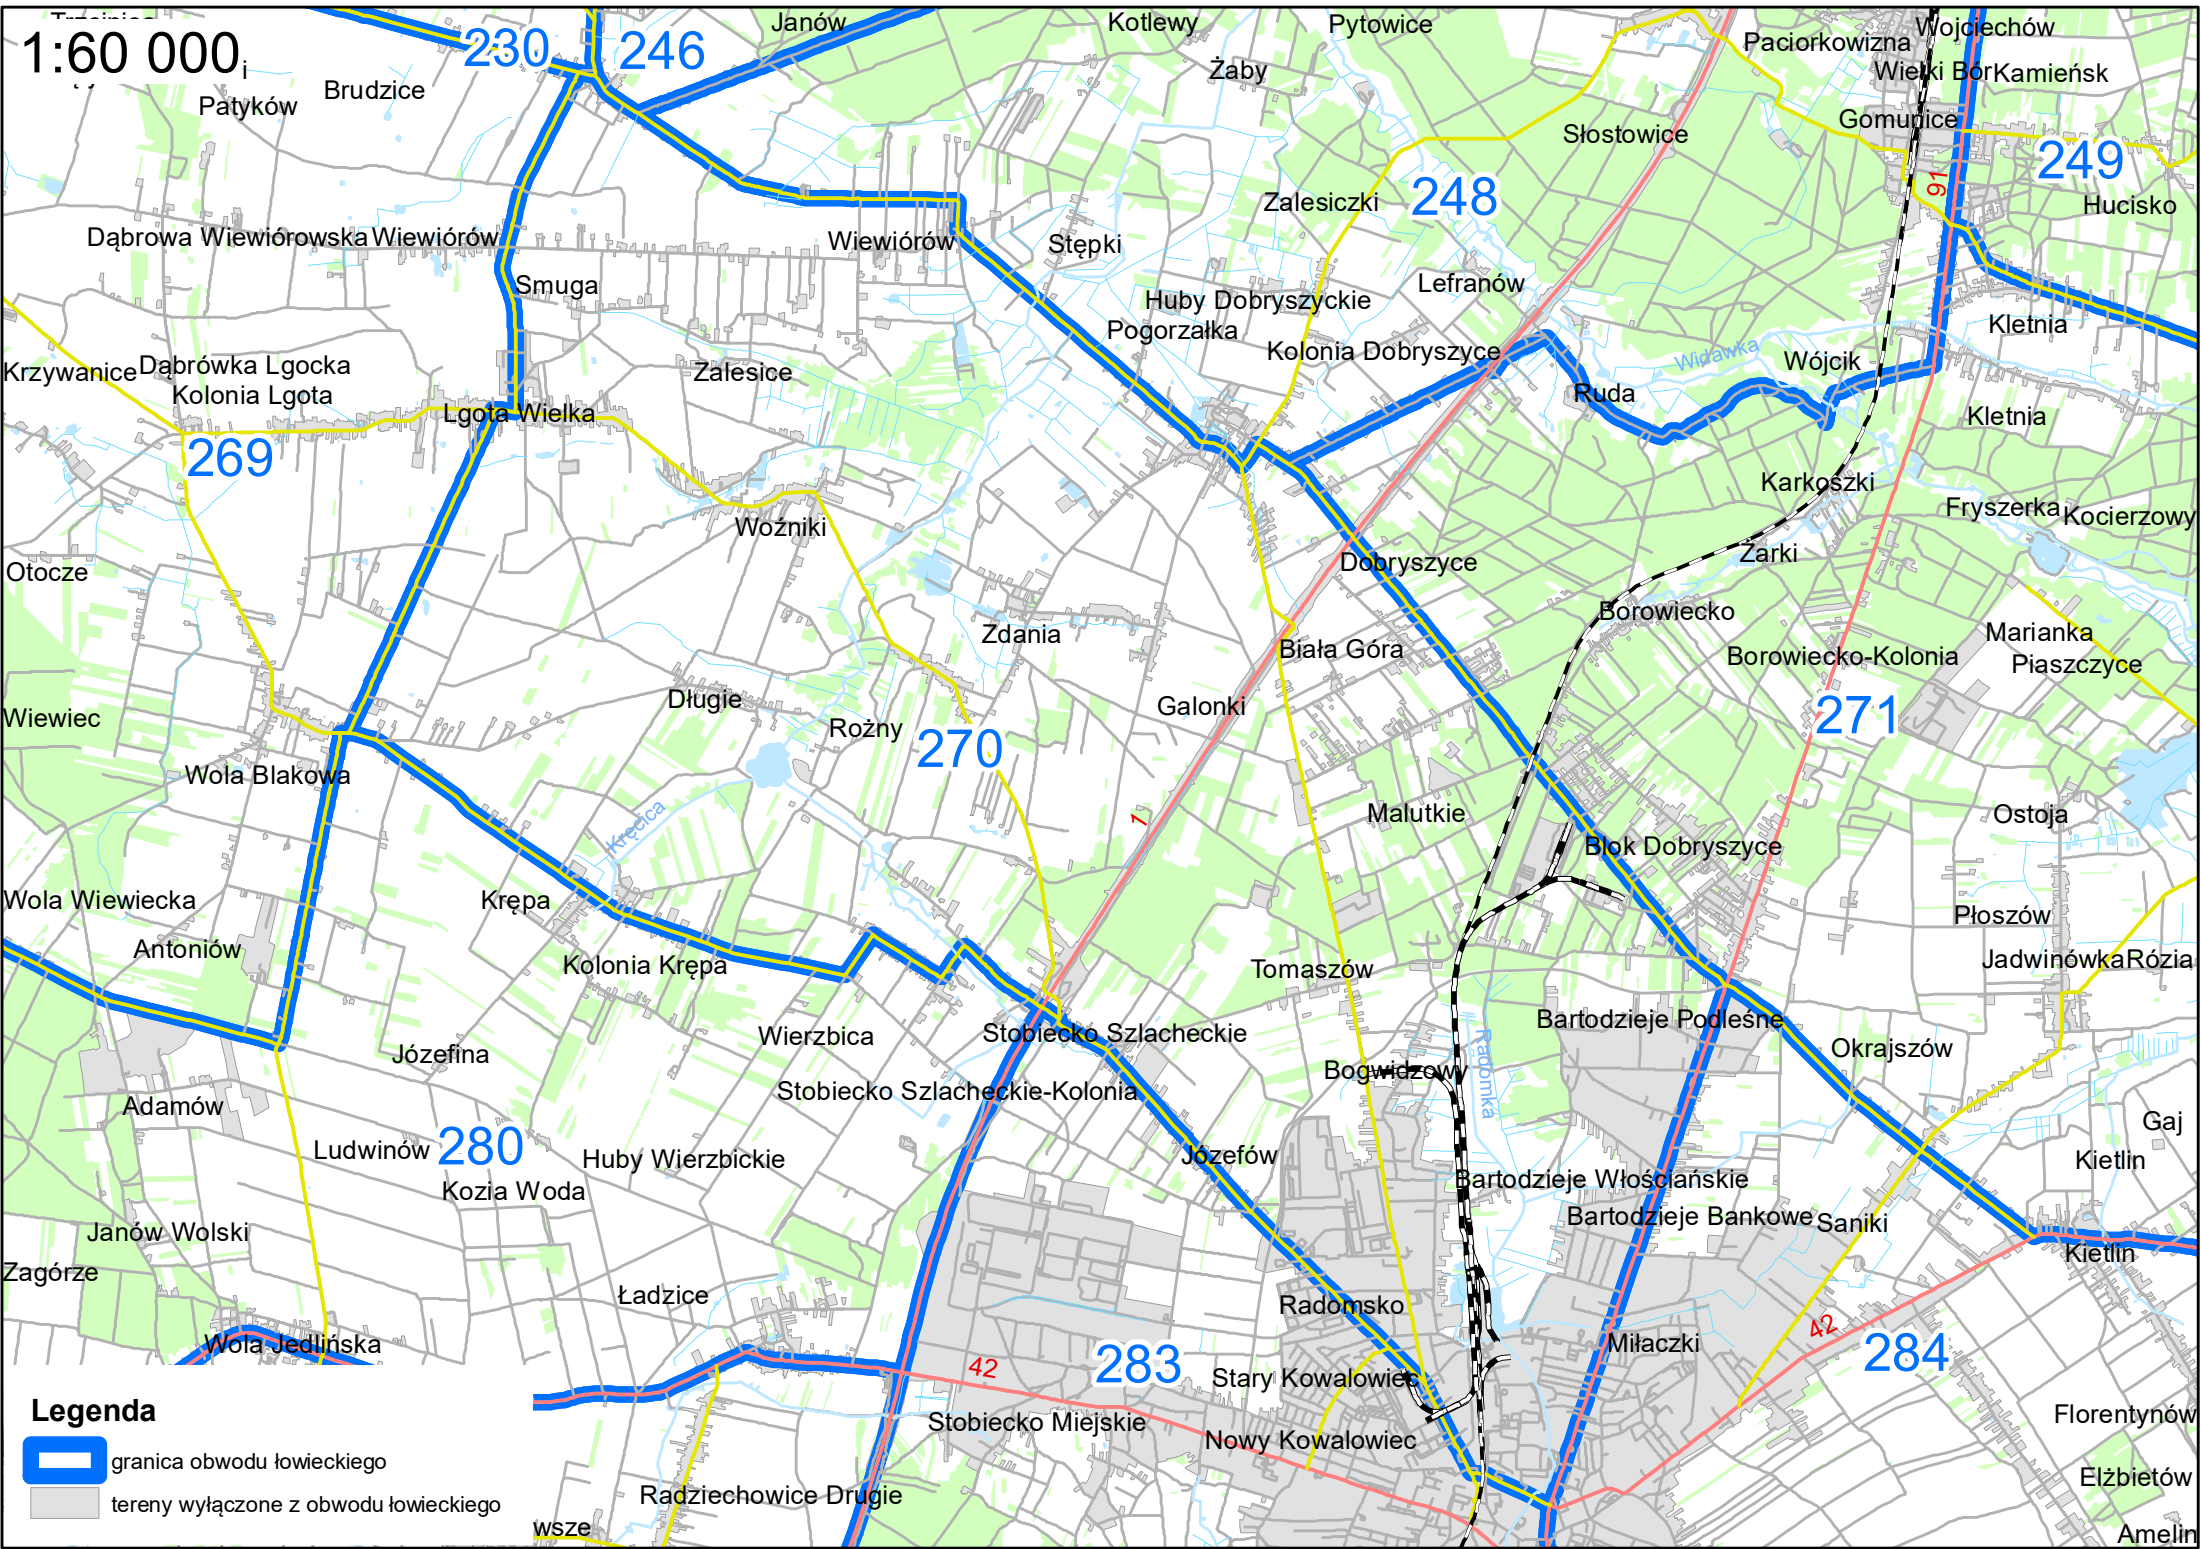 1:60 000
Janów
Kotlewy
Pytowice
Wojciechów
230
246
Paciorkowizna
Żaby
Wielki Bór
Kamieńsk
Brudzice
Patyków
Gomunice
Słostowice
249
91
248
Zalesiczki
Hucisko
Dąbrowa Wiewiórowska
Wiewiórów
Wiewiórów
Stępki
Smuga
Lefranów
Huby Dobryszyckie
Pogorzałka
Kletnia
Kolonia Dobryszyce
Widawka
Wójcik
Krzywanice
Dąbrówka Lgocka
Zalesice
Kolonia Lgota
Ruda
Lgota Wielka
Kletnia
269
Karkoszki
Woźniki
Fryszerka
Kocierzowy
Żarki
Otocze
Dobryszyce
Borowiecko
Zdania
Biała Góra
Marianka
Borowiecko-Kolonia
Piaszczyce
Długie
Galonki
Wiewiec
Rożny
270
271
Wola Blakowa
Kręcica
1
Malutkie
Ostoja
Blok Dobryszyce
Wola Wiewiecka
Krępa
Płoszów
Antoniów
Kolonia Krępa
Tomaszów
Jadwinówka
Rózia
Wierzbica
Stobiecko Szlacheckie
Bartodzieje Podleśne
Józefina
Okrajszów
Radomka
Bogwidzowy
Stobiecko Szlacheckie-Kolonia
Adamów
Gaj
Ludwinów
280
Huby Wierzbickie
Józefów
Kietlin
Kozia Woda
Bartodzieje Włościańskie
Bartodzieje Bankowe
Saniki
Janów Wolski
Kietlin
Zagórze
Ładzice
Radomsko
42
Wola Jedlińska
Miłaczki
284
42
283
Stary Kowalowiec
Legenda
Stobiecko Miejskie
Florentynów
Nowy Kowalowiec
granica obwodu łowieckiego
Elżbietów
Radziechowice Drugie
tereny wyłączone z obwodu łowieckiego
wsze
Amelin